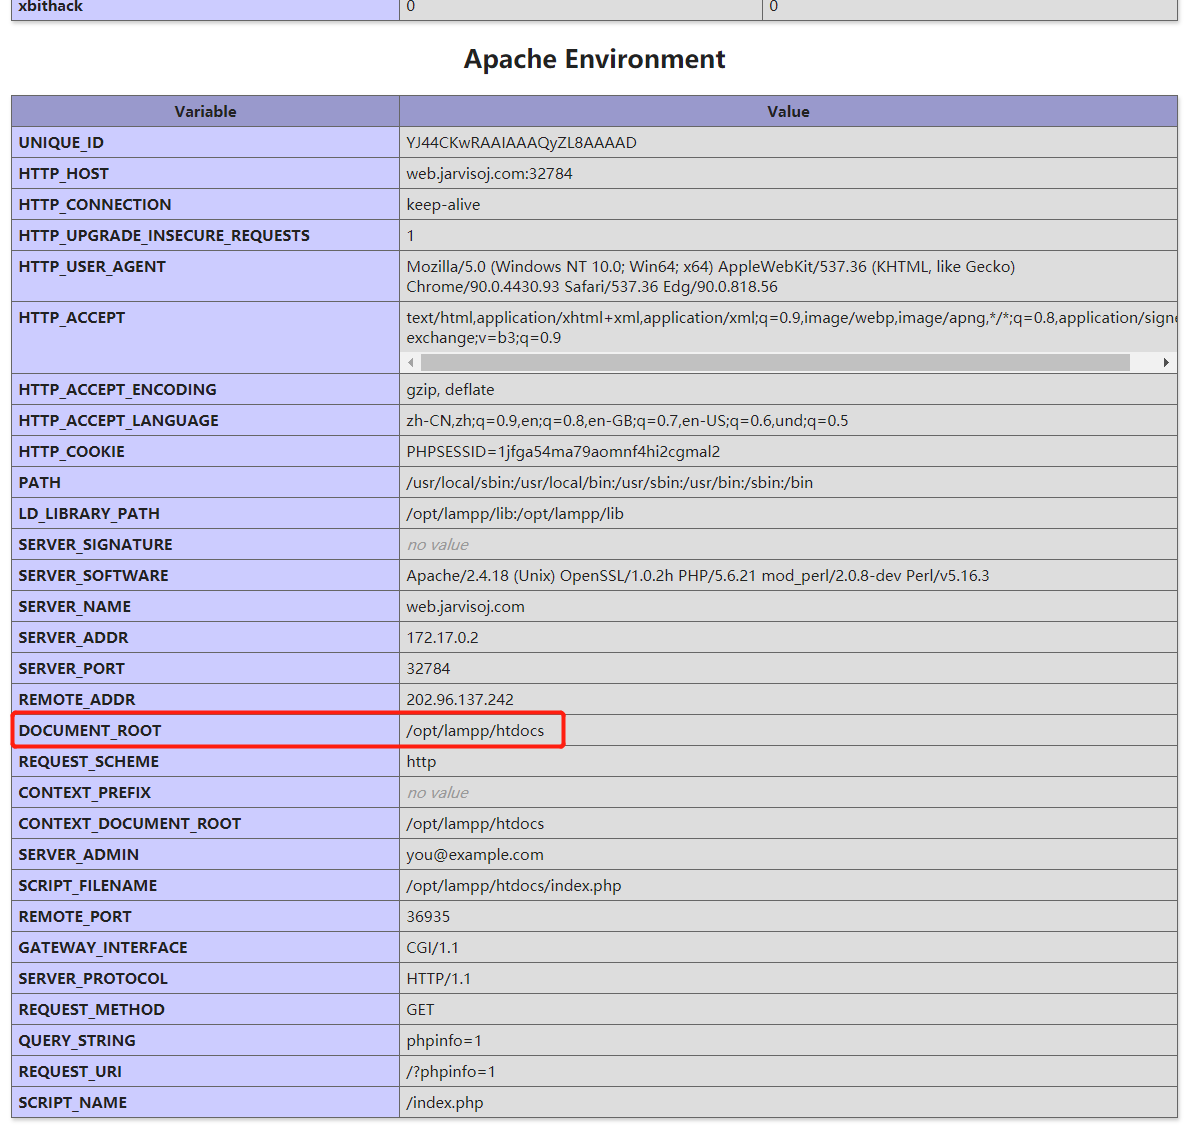 xbithack 0 0
Apache Environment
Variable Value
UNIQUE_ID YJ44CKwRAAIAAAQyZL8AAAAD
HTTP_HOST web.jarvisoj.com:32784
HTTP_CONNECTION keep-alive
HTTP_UPGRADE_INSECURE_REQUESTS 1
HTTP_USER_AGENT Mozilla/5.0 (Windows NT 10.0; Win64; x64) AppleWebKit/537.36 (KHTML, like Gecko)
Chrome/90.0.4430.93 Safari/537.36 Edg/90.0.818.56
HTTP_ACCEPT text/html,application/xhtml+xml,application/xml;q=0.9,image/webp,image/apng,*/*;q=0.8,application/signe
exchange;v=b3;q=0.9
HTTP_ACCEPT_ENCODING gzip, deflate
HTTP_ACCEPT_LANGUAGE zh-CN,zh;q=0.9,en;q=0.8,en-GB;q=0.7,en-US;q=0.6,und;q=0.5
HTTP_COOKIE PHPSESSID=1jfga54ma79aomnf4hi2cgmal2
PATH /usr/local/sbin:/usr/local/bin:/usr/sbin:/usr/bin:/sbin:/bin
LD_LIBRARY_PATH /opt/lampp/lib:/opt/lampp/lib
SERVER_SIGNATURE no value
SERVER_SOFTWARE Apache/2.4.18 (Unix) OpenSSL/1.0.2h PHP/5.6.21 mod_perl/2.0.8-dev Perl/v5.16.3
SERVER_NAME web.jarvisoj.com
SERVER_ADDR 172.17.0.2
SERVER_PORT 32784
REMOTE_ADDR 202.96.137.242
DOCUMENT_ROOT /opt/lampp/htdocs
REQUEST_SCHEME http
CONTEXT_PREFIX no value
CONTEXT_DOCUMENT_ROOT /opt/lampp/htdocs
SERVER_ADMIN you@example.com
SCRIPT_FILENAME /opt/lampp/htdocs/index.php
REMOTE_PORT 36935
GATEWAY_INTERFACE CGI/1.1
SERVER_PROTOCOL HTTP/1.1
REQUEST_METHOD GET
QUERY_STRING phpinfo=1
REQUEST_URI /?phpinfo=1
SCRIPT_NAME /index.php